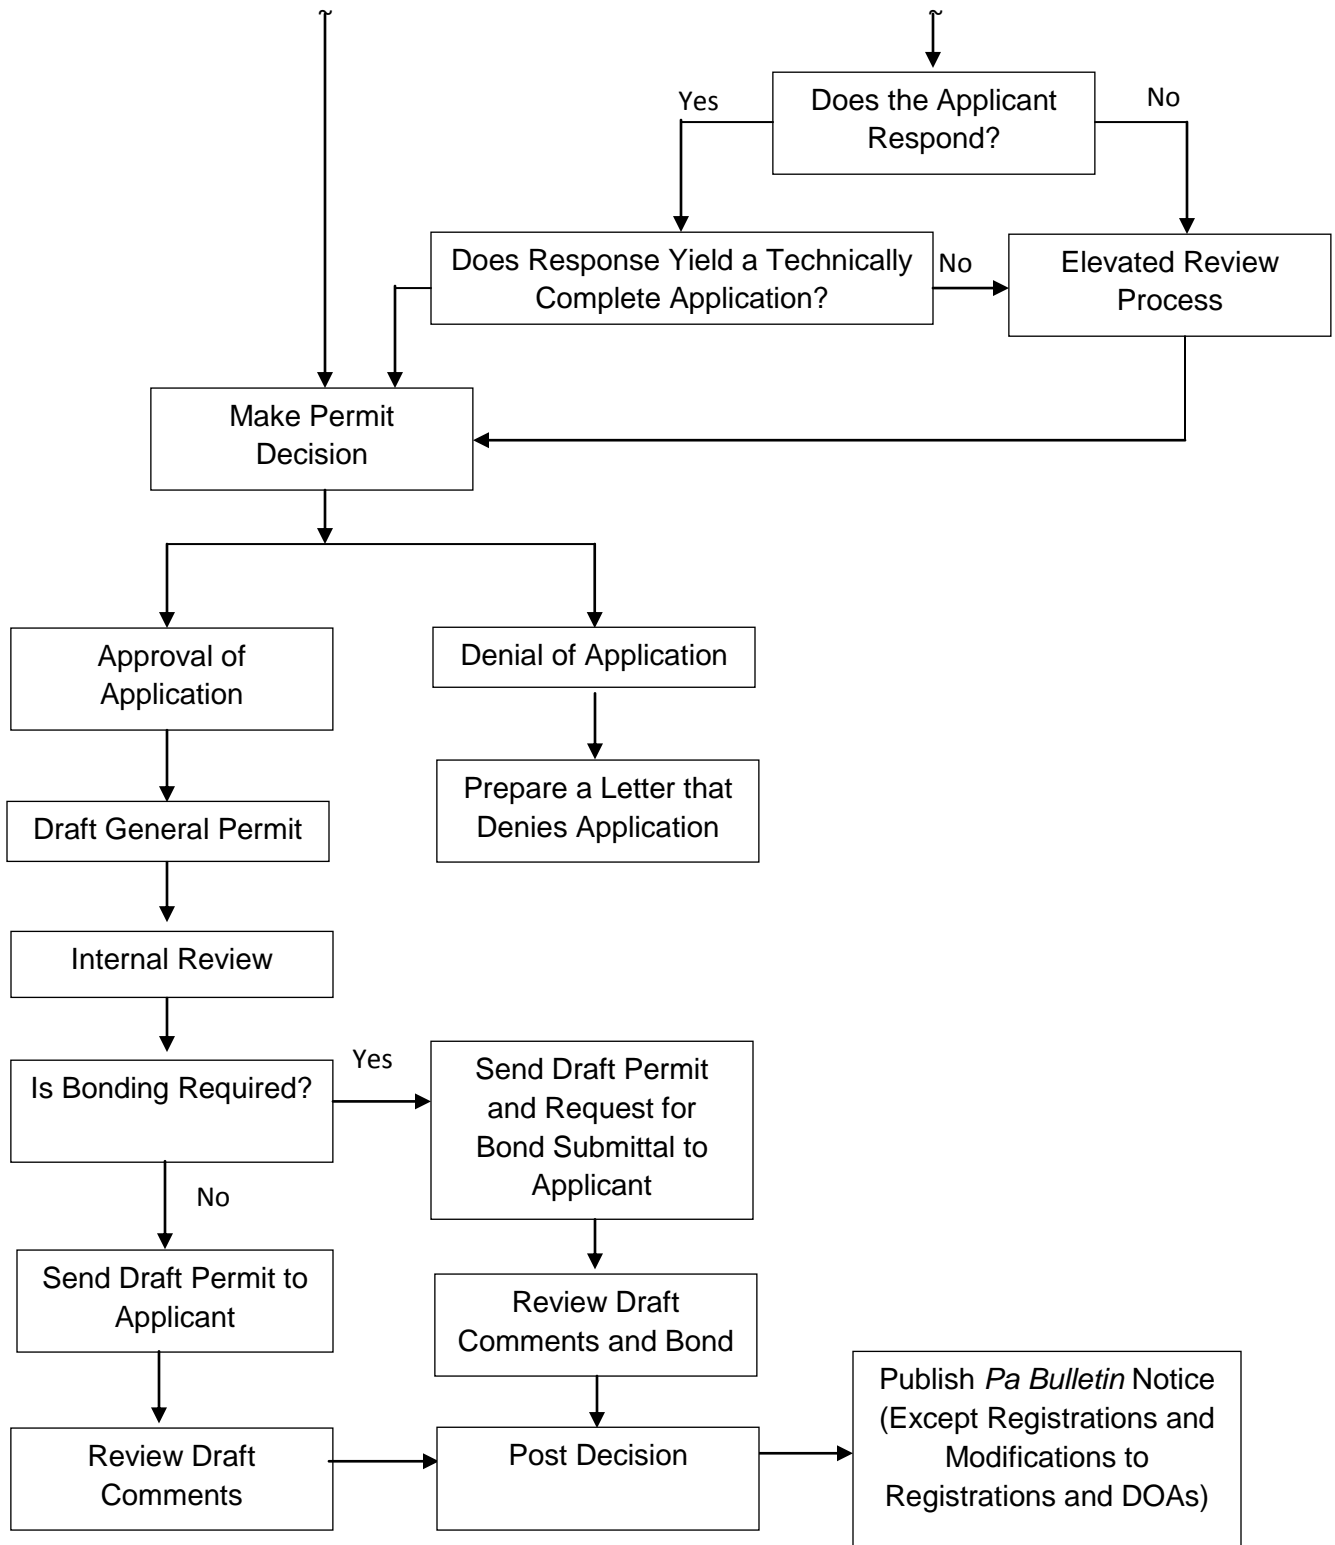 ~
~
Does the Applicant
Respond?
Yes
No
Does Response Yield a Technically
Complete Application?
No
Elevated Review
Process
Make Permit
Decision
Approval of
Application
Denial of Application
Draft General Permit
Prepare a Letter that
Denies Application
Internal Review
Is Bonding Required?
Yes
Send Draft Permit
and Request for
Bond Submittal to
Applicant
No
Send Draft Permit to
Applicant
Review Draft
Comments and Bond
Review Draft
Comments
Post Decision
Publish Pa Bulletin Notice
(Except Registrations and
Modifications to
Registrations and DOAs)